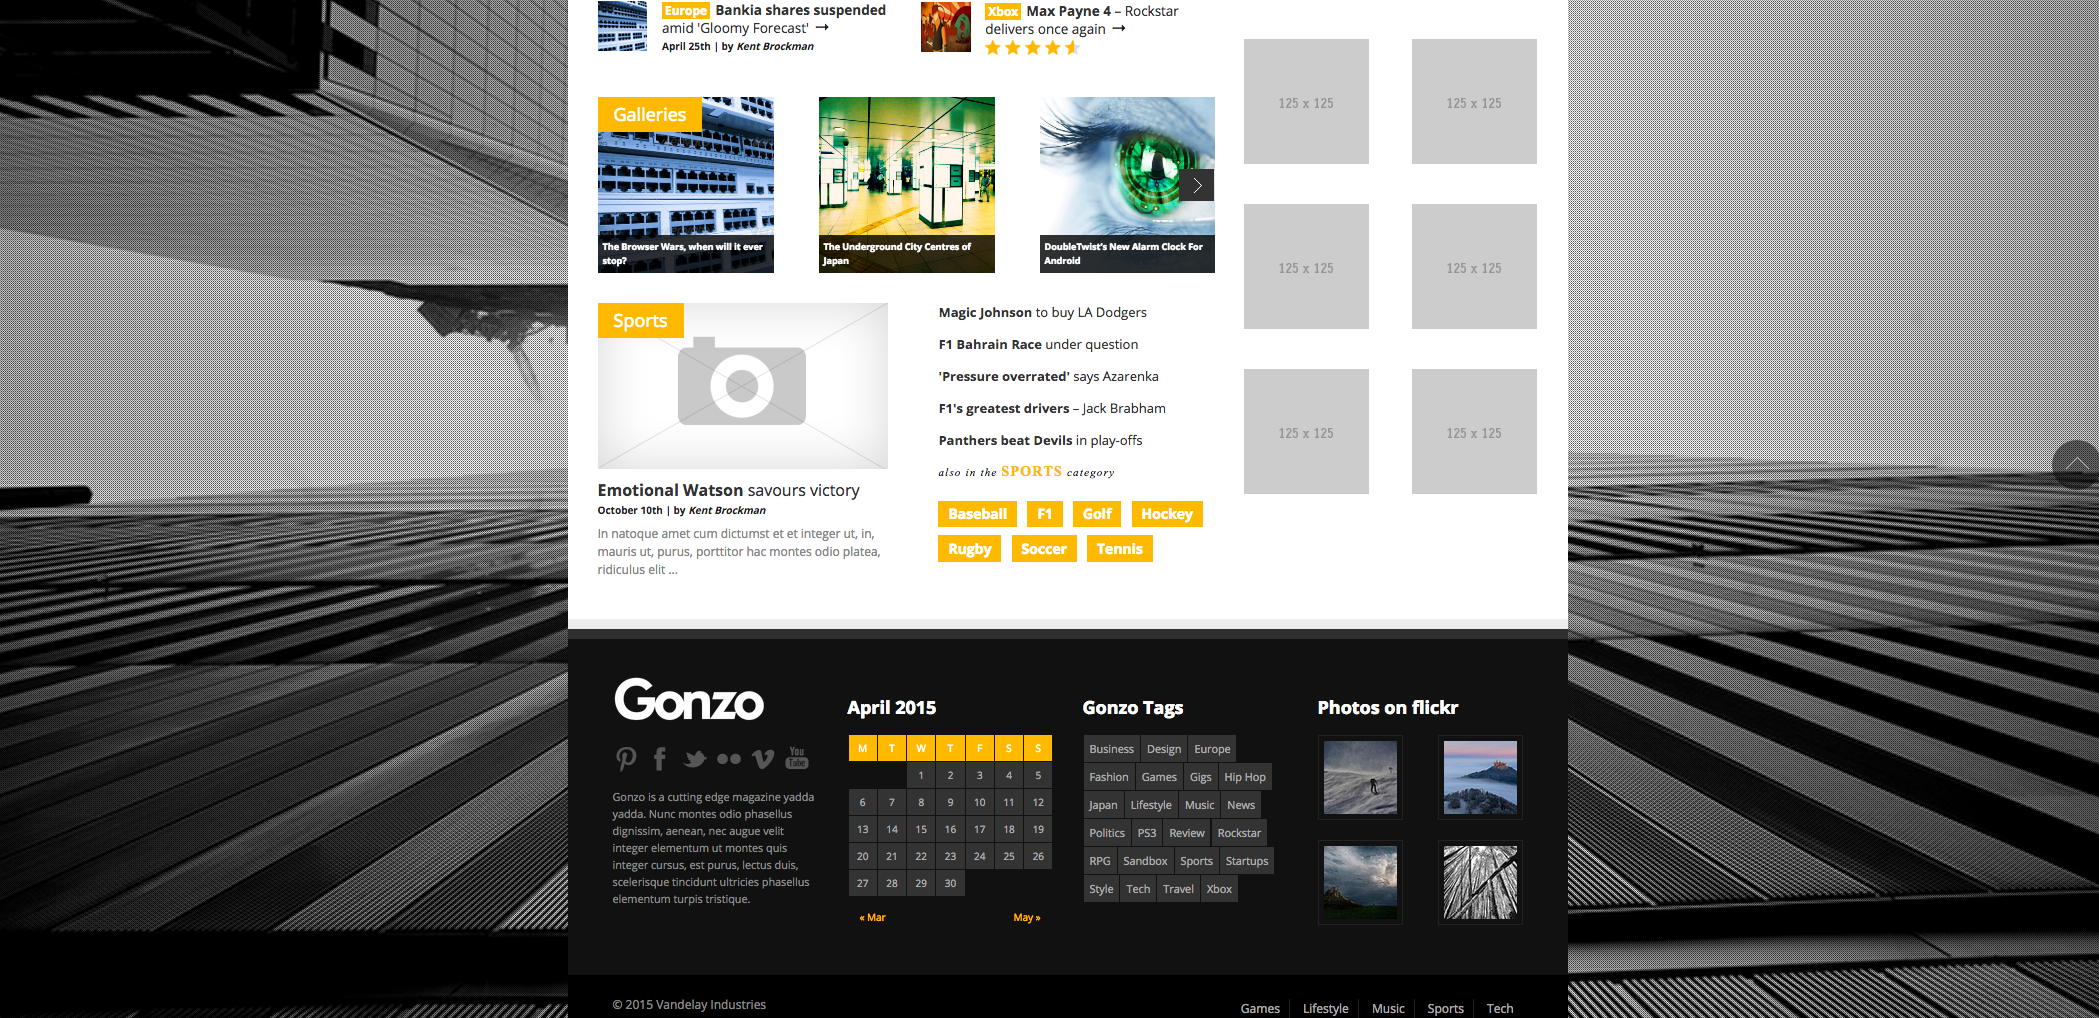 Europe Bankia shares suspended
amid 'Gloomy Forecast' →
April 25th | by Kent Brockman
Xbox Max Payne 4 – Rockstar
delivers once again →
Galleries
The Browser Wars, when will it ever
stop?
The Underground City Centres of
Japan
DoubleTwist's New Alarm Clock For
Android
125 x 125
125 x 125
125 x 125
125 x 125
125 x 125
125 x 125
Sports
Emotional Watson savours victory
October 10th | by Kent Brockman
In natoque amet cum dictumst et et integer ut, in,
mauris ut, purus, porttitor hac montes odio platea,
ridiculus elit ...
Magic Johnson to buy LA Dodgers
F1 Bahrain Race under question
'Pressure overrated' says Azarenka
F1's greatest drivers – Jack Brabham
Panthers beat Devils in play-offs
also in the SPORTS category
Baseball F1 Golf Hockey
Rugby Soccer Tennis
Gonzo
You
Tube
Gonzo is a cutting edge magazine yadda
yadda. Nunc montes odio phasellus
dignissim, aenean, nec augue velit
integer elementum ut montes quis
integer cursus, est purus, lectus duis,
scelerisque tincidunt ultricies phasellus
elementum turpis tristique.
April 2015
M T W T F S S
1 2 3 4 5
6 7 8 9 10 11 12
13 14 15 16 17 18 19
20 21 22 23 24 25 26
27 28 29 30
« Mar May »
Gonzo Tags
Business Design Europe
Fashion Games Gigs Hip Hop
Japan Lifestyle Music News
Politics PS3 Review Rockstar
RPG Sandbox Sports Startups
Style Tech Travel Xbox
Photos on flickr
© 2015 Vandelay Industries
Games Lifestyle Music Sports Tech